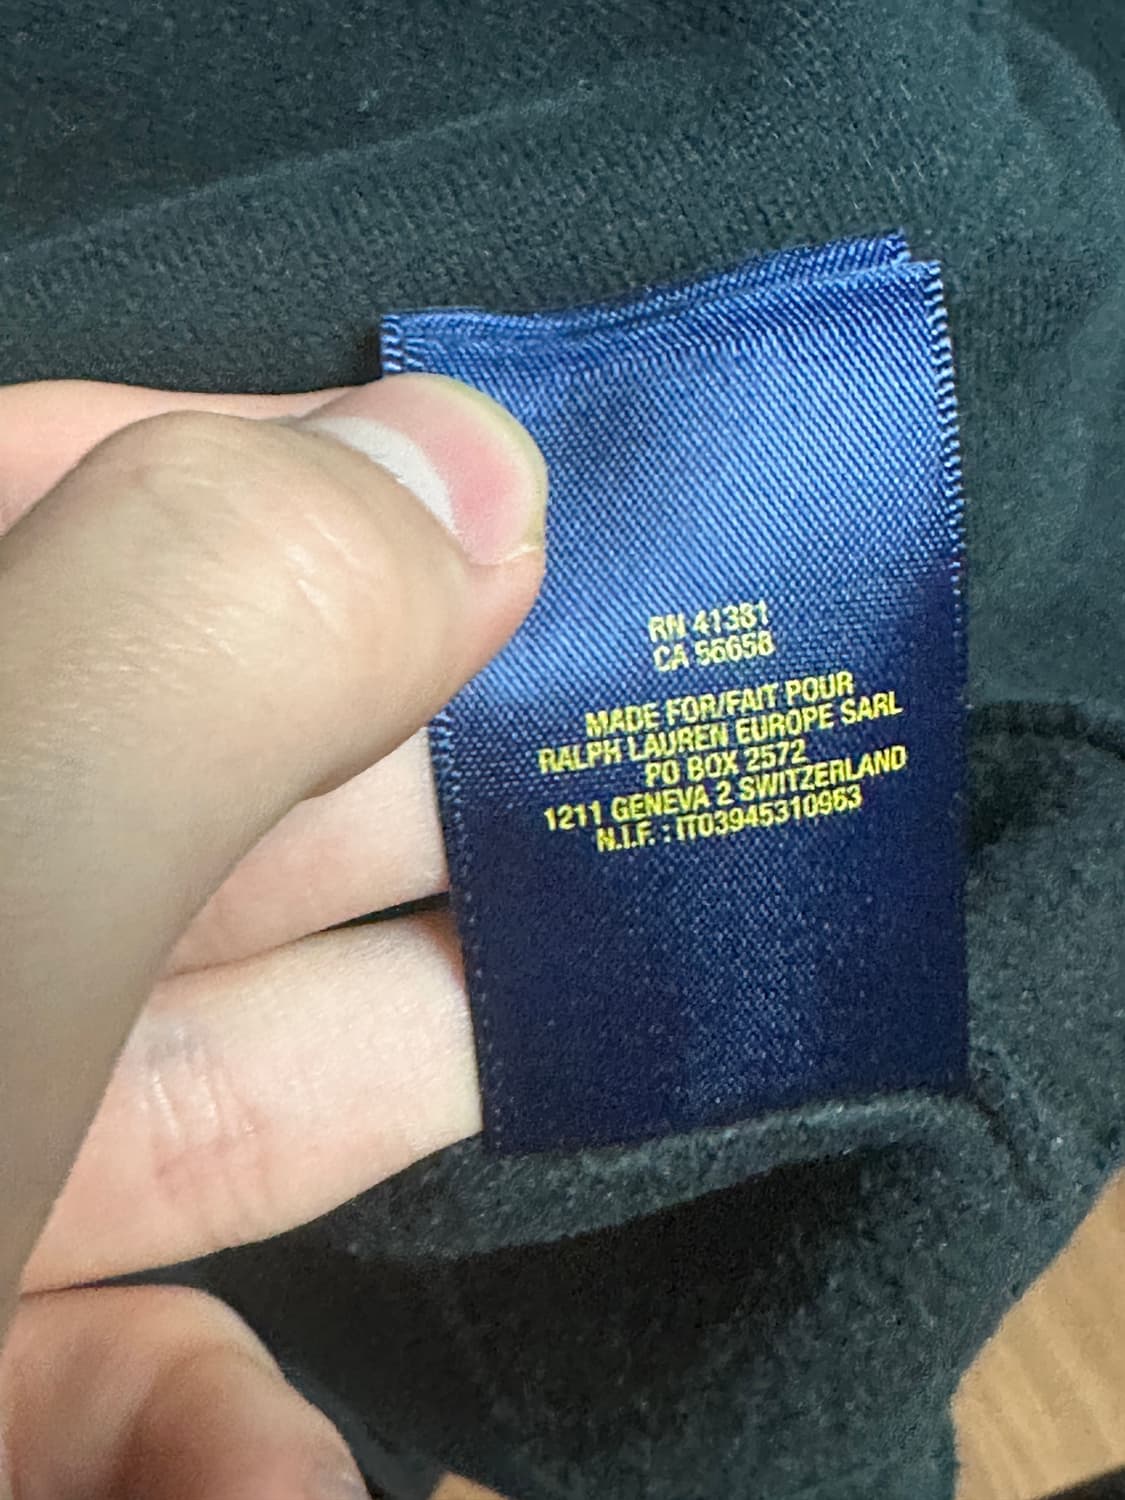 RN 41381
CA 56658
MADE FOR/FAIT POUR
RALPH LAUREN EUROPE SARL
PO BOX 2572
1211 GENEVA 2 SWITZERLAND
N.I.F. : IT03945310963